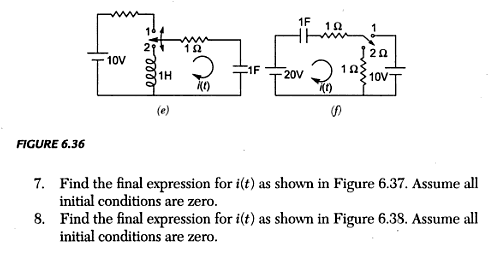 1F 1Ω 1
1 2 1Ω
10V 1H i(t) 1F
20V i(t) 1Ω 2Ω 10V
(e) (f)
FIGURE 6.36
7. Find the final expression for i(t) as shown in Figure 6.37. Assume all
initial conditions are zero.
8. Find the final expression for i(t) as shown in Figure 6.38. Assume all
initial conditions are zero.